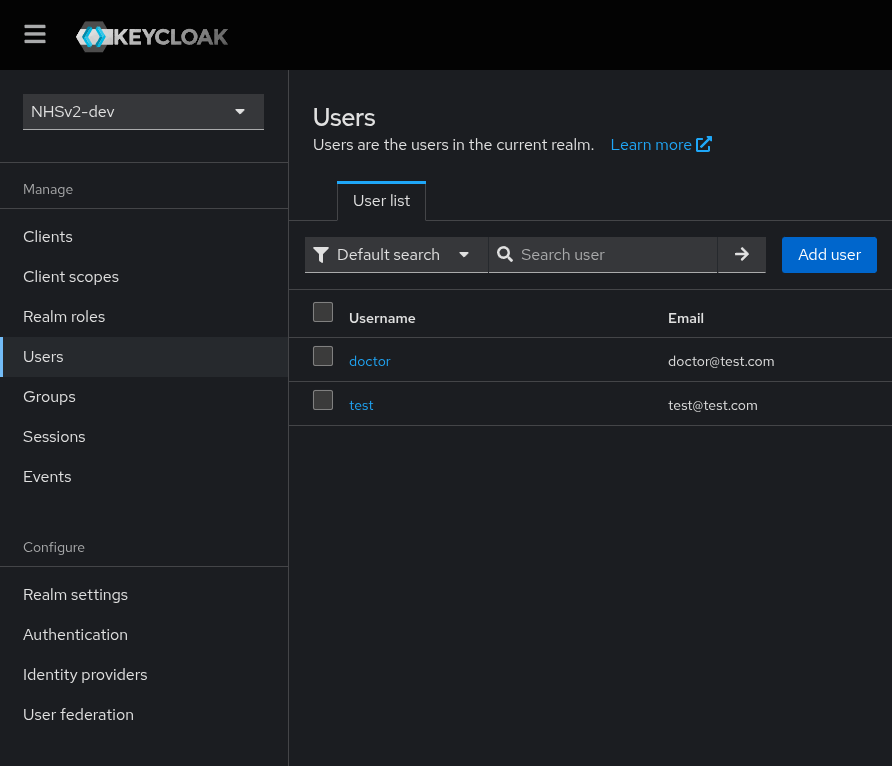 KEYCLOAK
NHSv2-dev
Manage
Clients
Client scopes
Realm roles
Users
Groups
Sessions
Events
Configure
Realm settings
Authentication
Identity providers
User federation
Users
Users are the users in the current realm. Learn more
User list
Default search Search user Add user
Username Email
doctor doctor@test.com
test test@test.com